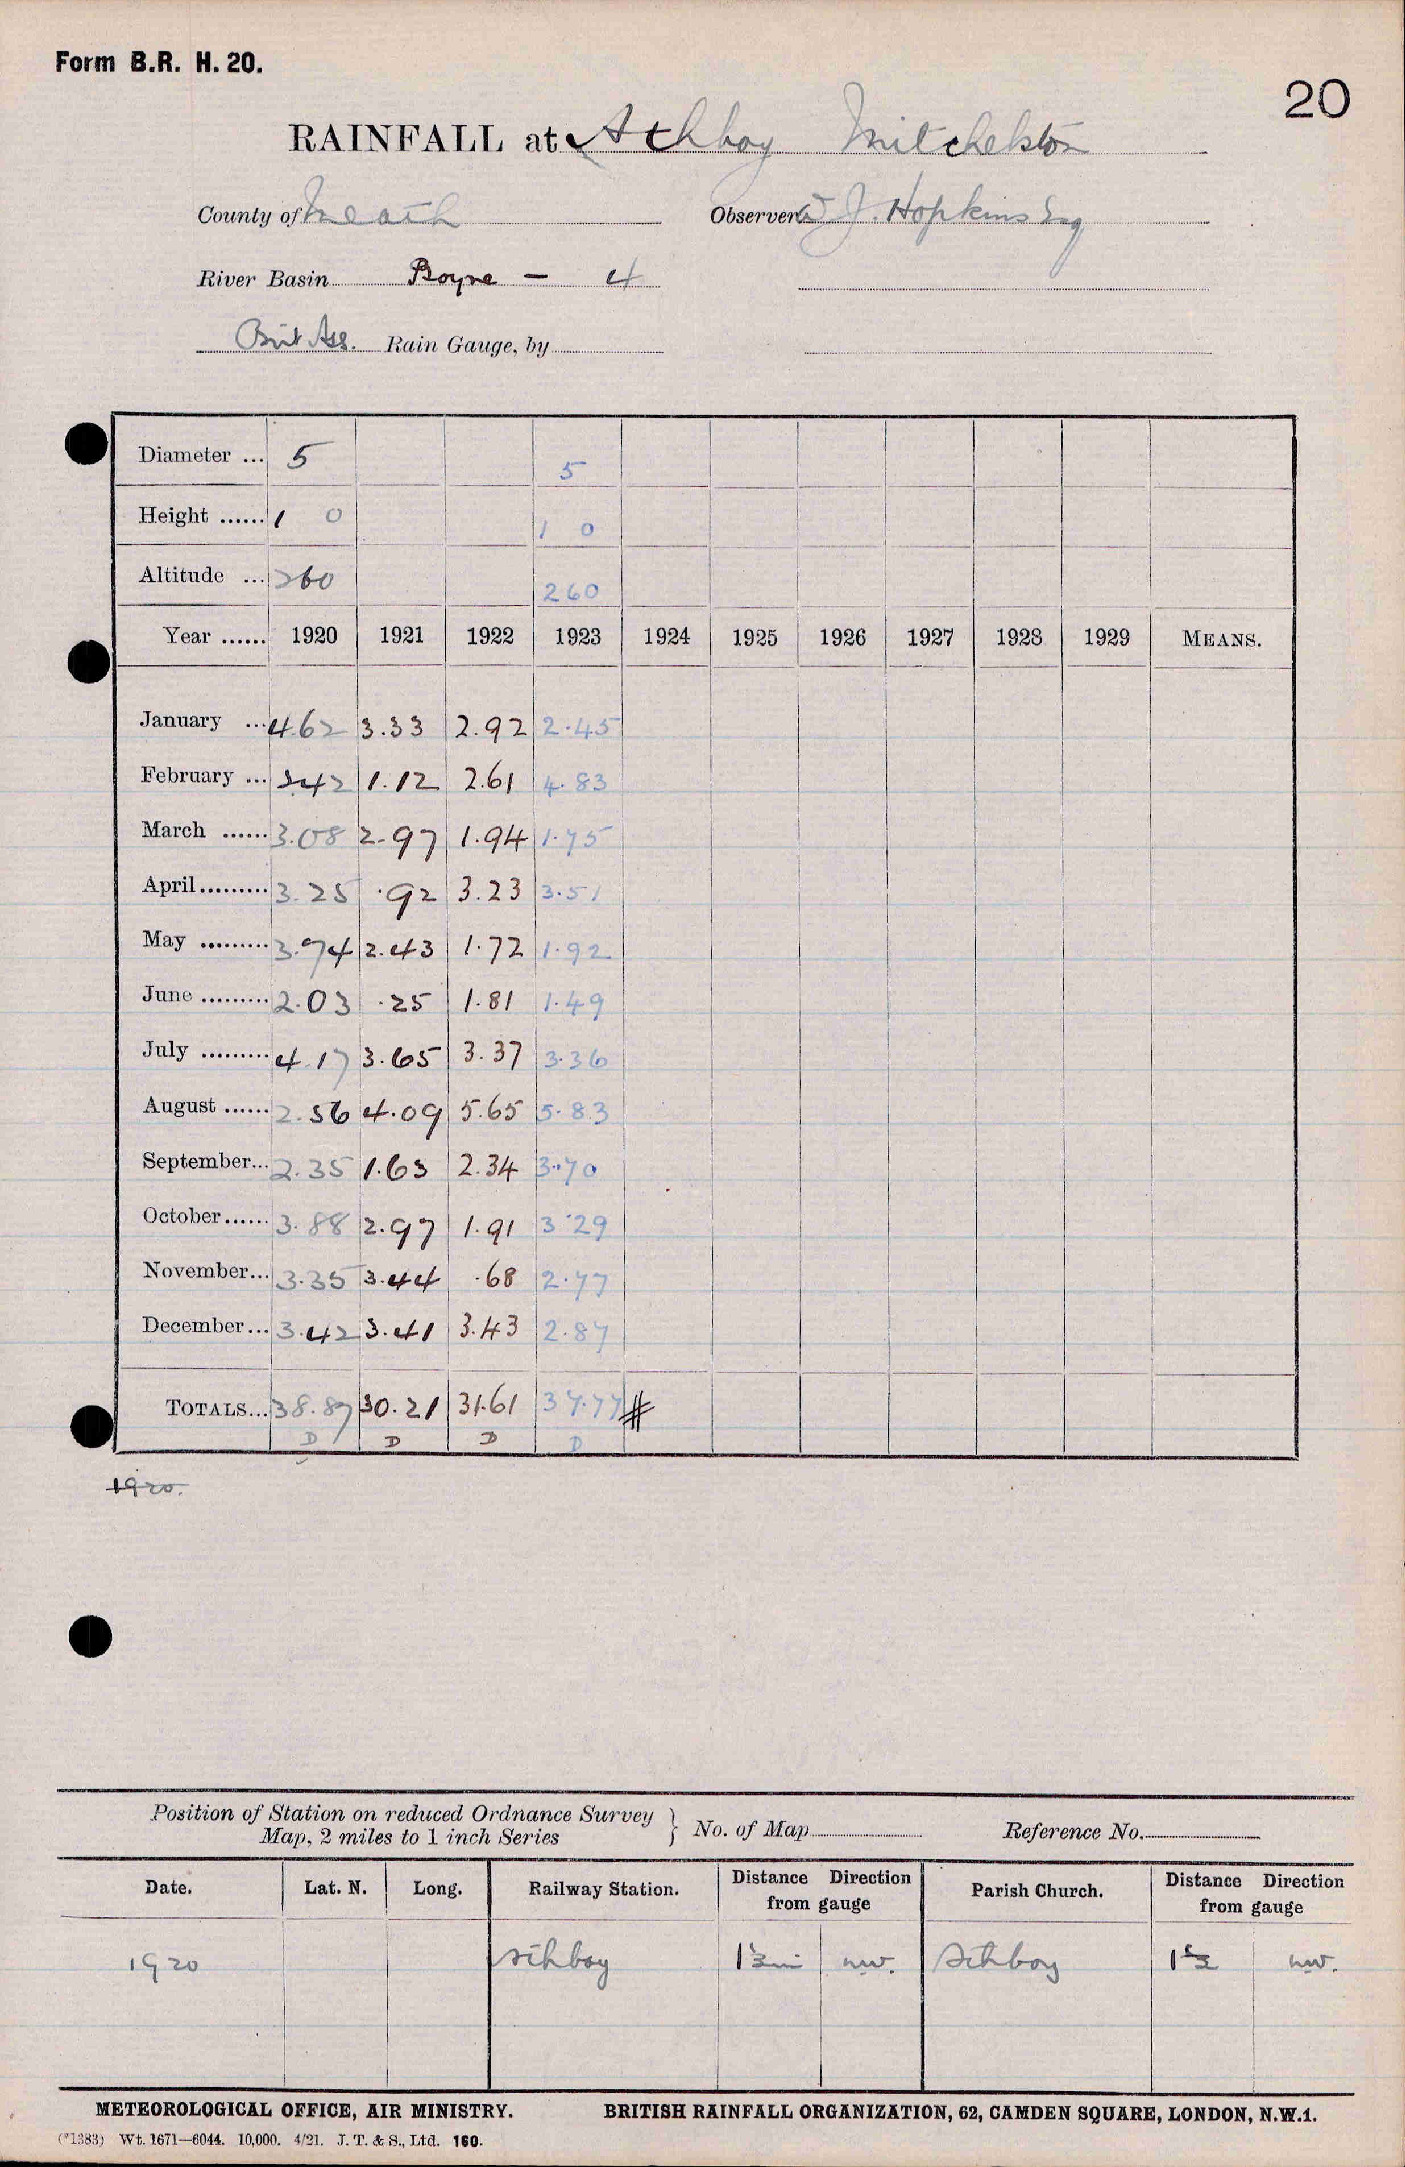 Form B.R. H. 20.
20
RAINFALL at Athboy Mitchelston
County of Meath Observer W J. Hopkins Esq
River Basin Boyne — 4
Brit Ass. Rain Gauge, by
Diameter ... 5 5
Height ...... 1 0 1 0
Altitude ... 260 260
Year ...... 1920 1921 1922 1923 1924 1925 1926 1927 1928 1929 MEANS.
January ... 4.62 3.33 2.92 2.45
February ... 2.42 1.12 2.61 4.83
March ...... 3.08 2.97 1.94 1.75
April ......... 3.25 .92 3.23 3.51
May ......... 3.74 2.43 1.72 1.92
June ......... 2.03 .25 1.81 1.49
July ......... 4.17 3.65 3.37 3.36
August ...... 2.56 4.09 5.65 5.83
September... 2.35 1.63 2.34 3.70
October...... 3.88 2.97 1.91 3.29
November... 3.35 3.44 .68 2.77
December... 3.42 3.41 3.43 2.87
TOTALS... 38.87 30.21 31.61 37.77 #
D D D D
1920.
Position of Station on reduced Ordnance Survey
Map, 2 miles to 1 inch Series } No. of Map Reference No.
Date. Lat. N. Long. Railway Station. Distance Direction from gauge Parish Church. Distance Direction from gauge
1920 Athboy 1½ mi nw. Athboy 1½ nw.
METEOROLOGICAL OFFICE, AIR MINISTRY. BRITISH RAINFALL ORGANIZATION, 62, CAMDEN SQUARE, LONDON, N.W.1.
(*1383) Wt. 1671—6044. 10,000. 4/21. J. T. & S., Ltd. 160.